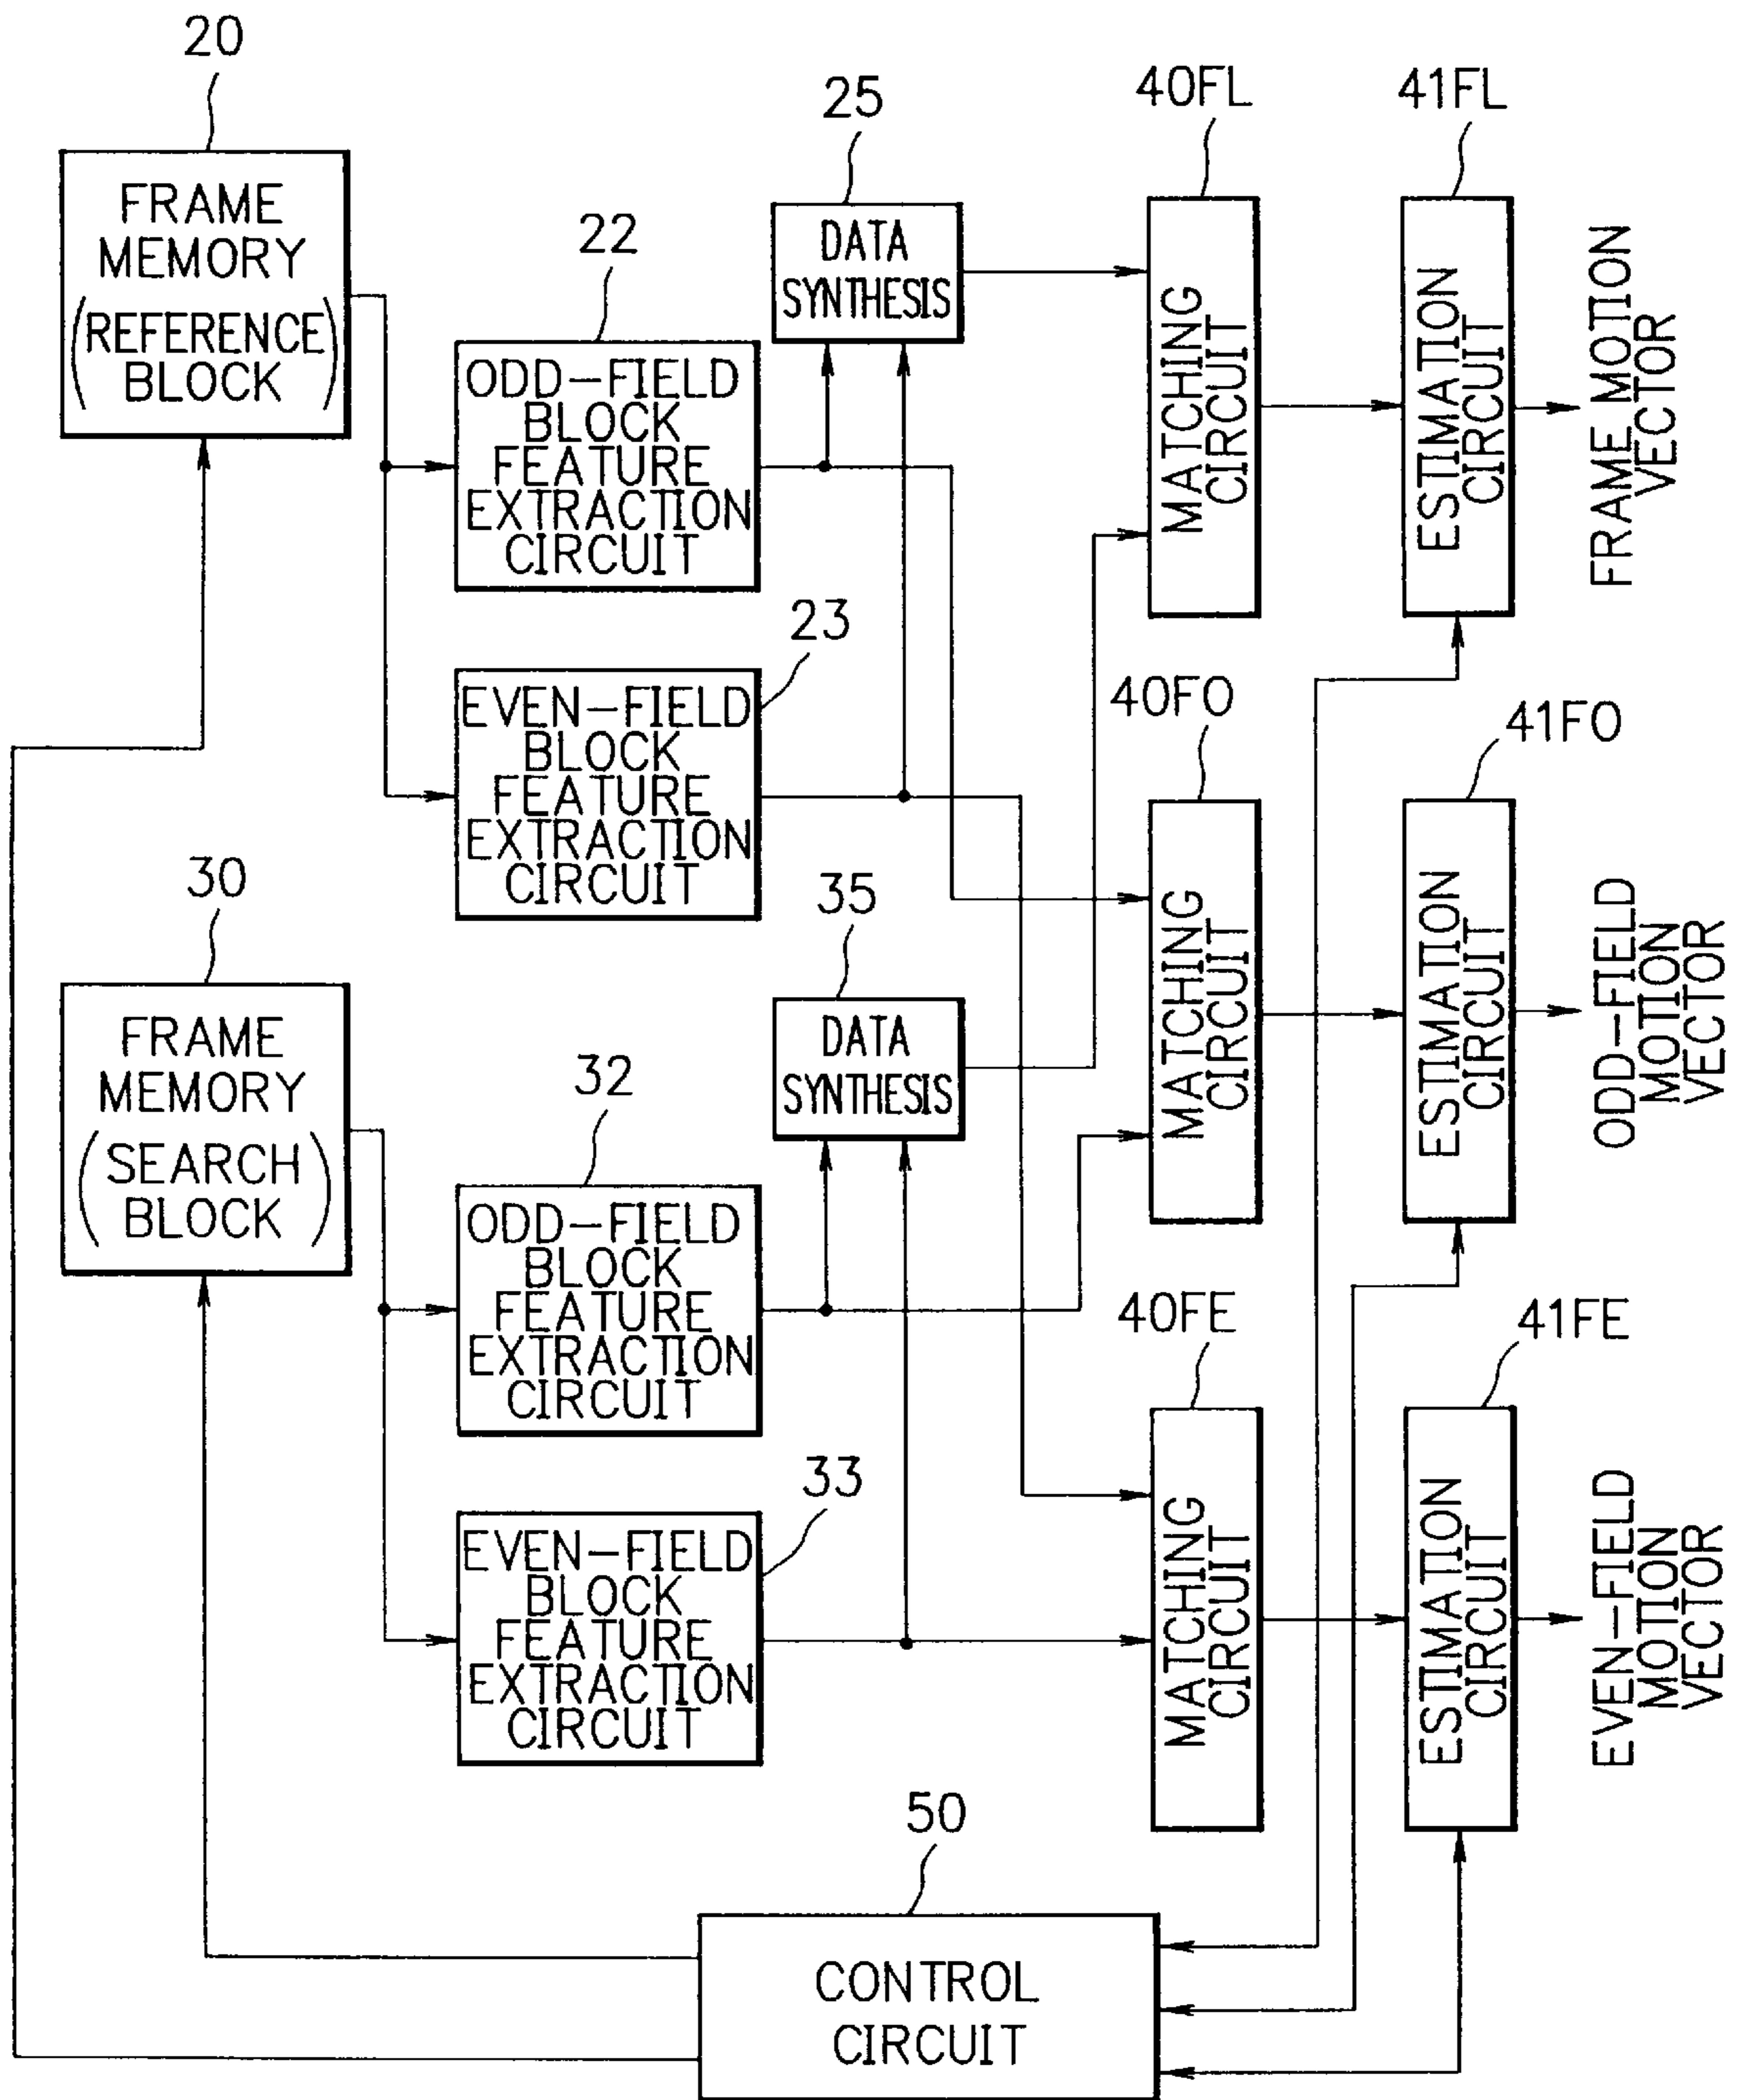 20
FRAME
MEMORY
(REFERENCE
BLOCK)
22
ODD-FIELD
BLOCK
FEATURE
EXTRACTION
CIRCUIT
23
EVEN-FIELD
BLOCK
FEATURE
EXTRACTION
CIRCUIT
25
DATA
SYNTHESIS
40FL
MATCHING
CIRCUIT
41FL
ESTIMATION
CIRCUIT
FRAME MOTION
VECTOR
30
FRAME
MEMORY
(SEARCH
BLOCK)
32
ODD-FIELD
BLOCK
FEATURE
EXTRACTION
CIRCUIT
33
EVEN-FIELD
BLOCK
FEATURE
EXTRACTION
CIRCUIT
35
DATA
SYNTHESIS
40FO
MATCHING
CIRCUIT
41FO
ESTIMATION
CIRCUIT
ODD-FIELD
MOTION
VECTOR
40FE
MATCHING
CIRCUIT
41FE
ESTIMATION
CIRCUIT
EVEN-FIELD
MOTION
VECTOR
50
CONTROL
CIRCUIT